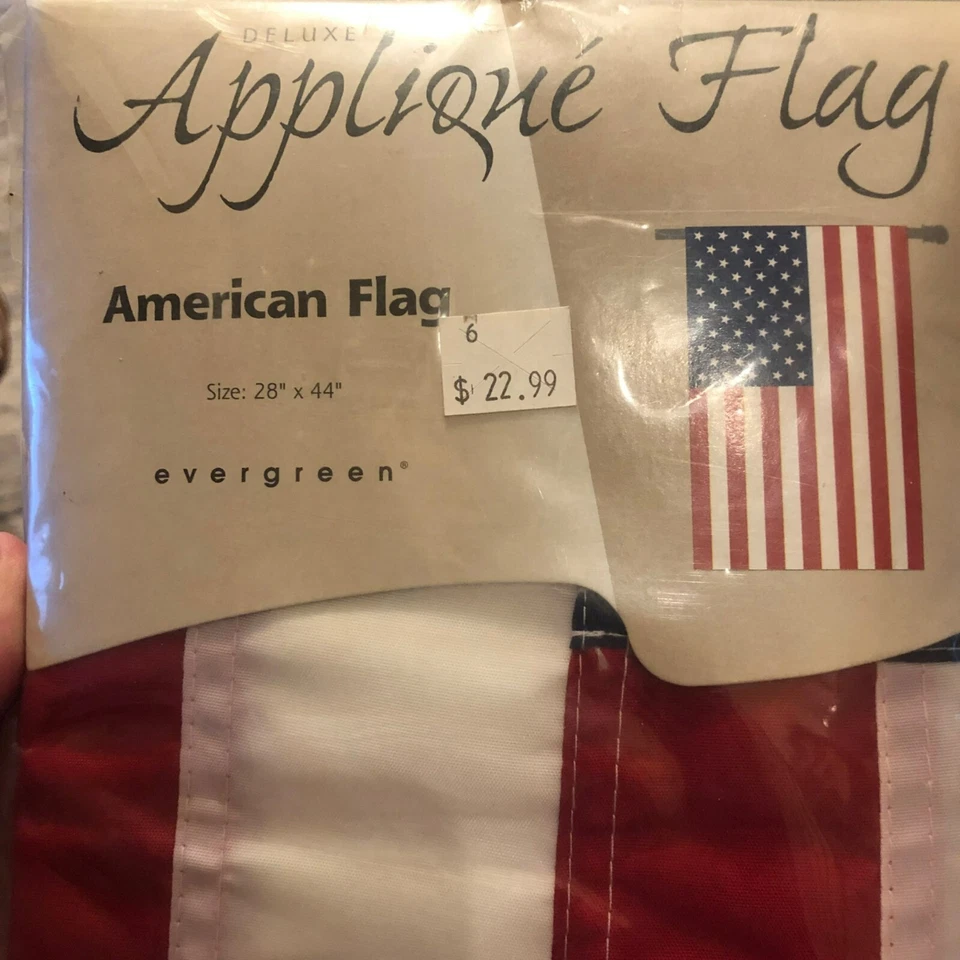 DELUXE
AppliQué Flag
American Flag
6
$ 22.99
Size: 28" x 44"
evergreen®